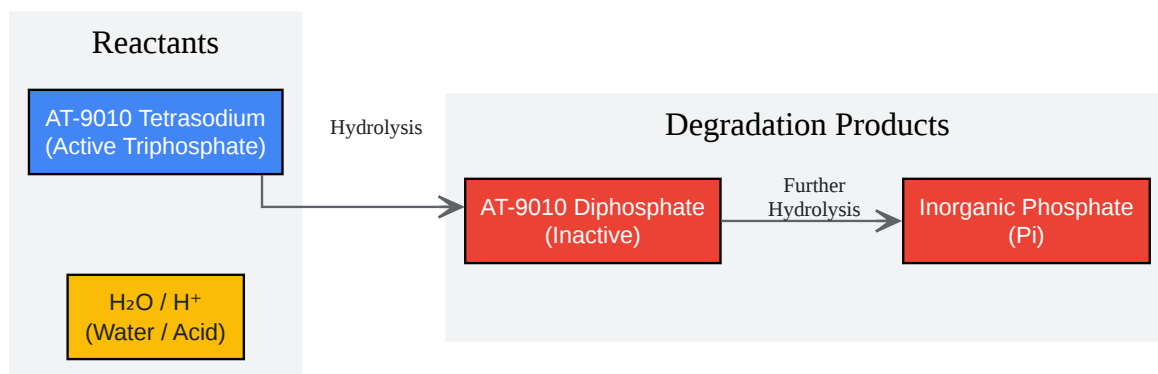 Reactants
AT-9010 Tetrasodium
(Active Triphosphate)
H₂O / H⁺
(Water / Acid)
Hydrolysis
Degradation Products
AT-9010 Diphosphate
(Inactive)
Further
Hydrolysis
Inorganic Phosphate
(Pi)